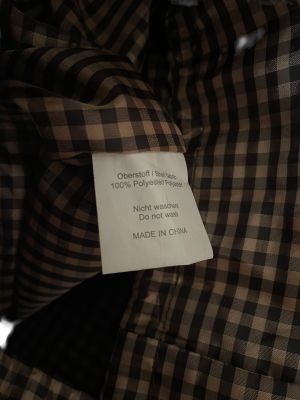 Oberstoff / Shell fabric
100% Polyester/Polyester
Nicht waschen
Do not wash
MADE IN CHINA